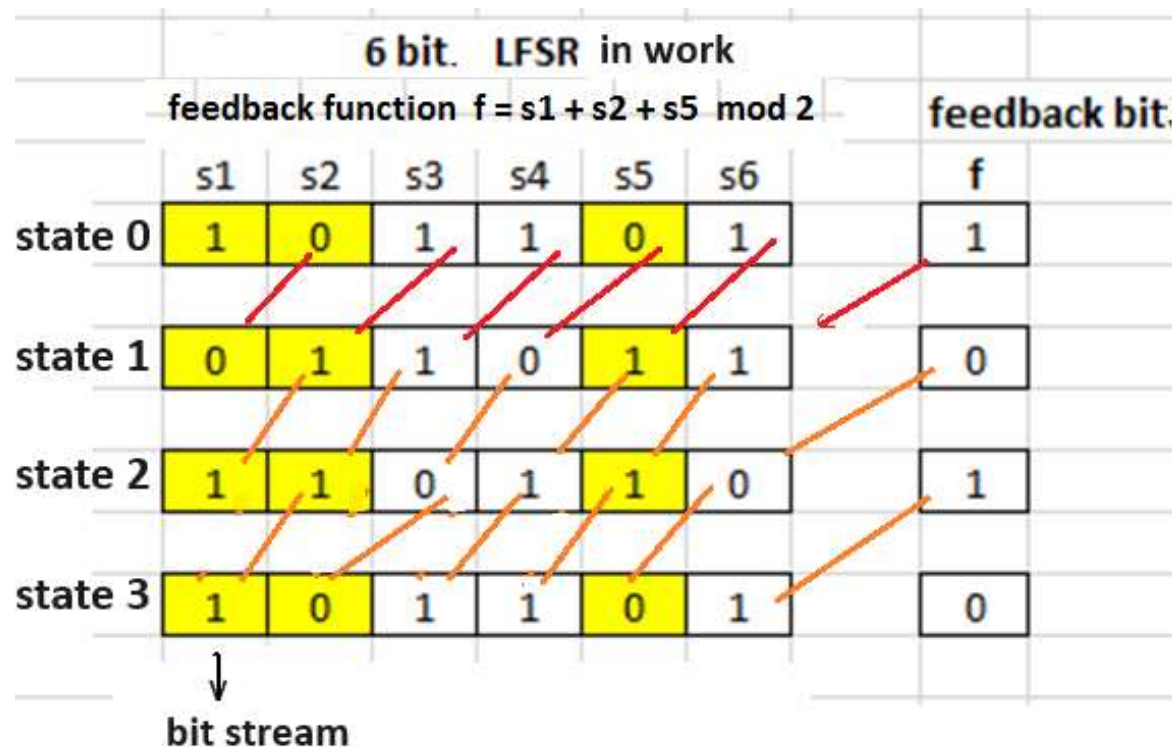 6 bit. LFSR in work
feedback function f = s1 + s2 + s5 mod 2 feedback bit.
s1 s2 s3 s4 s5 s6 f
state 0 1 0 1 1 0 1 1
state 1 0 1 1 0 1 1 0
state 2 1 1 0 1 1 0 1
state 3 1 0 1 1 0 1 0
bit stream